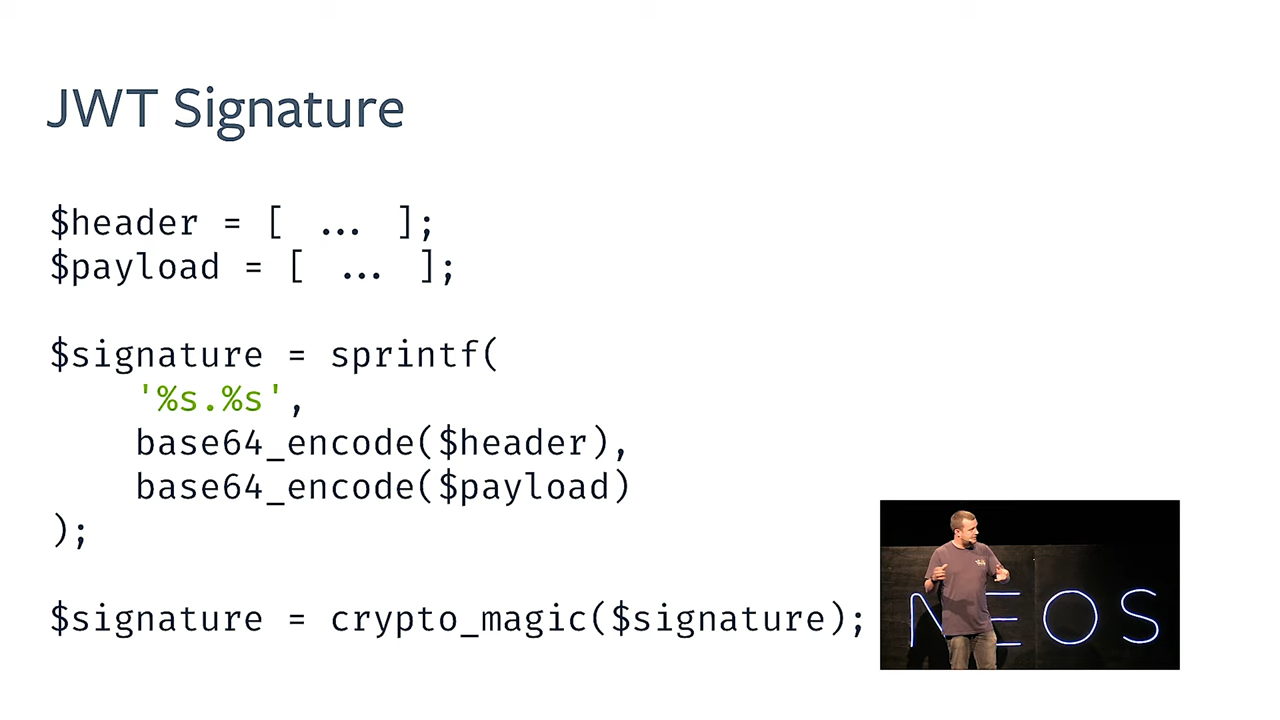 JWT Signature
$header = [ ... ];
$payload = [ ... ];
$signature = sprintf(
    '%s.%s',
    base64_encode($header),
    base64_encode($payload)
);
$signature = crypto_magic($signature);
NEOS